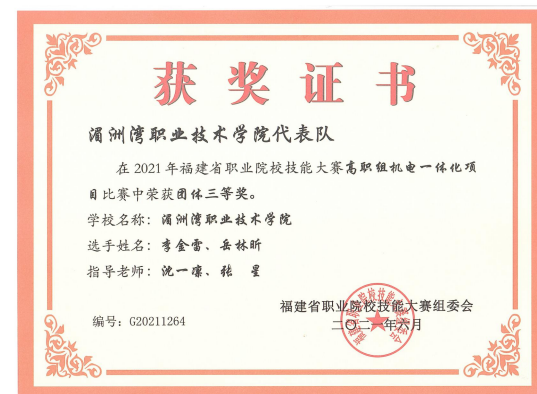 获奖证书
湄洲湾职业技术学院代表队
在2021年福建省职业院校技能大赛高职组机电一体化项
目比赛中荣获团体三等奖。
学校名称：湄洲湾职业技术学院
选手姓名：李金雷、岳林昕
指导老师：沈一凛、张 星
福建省职业院校技能大赛组委会
二〇二一年六月
编号：G20211264